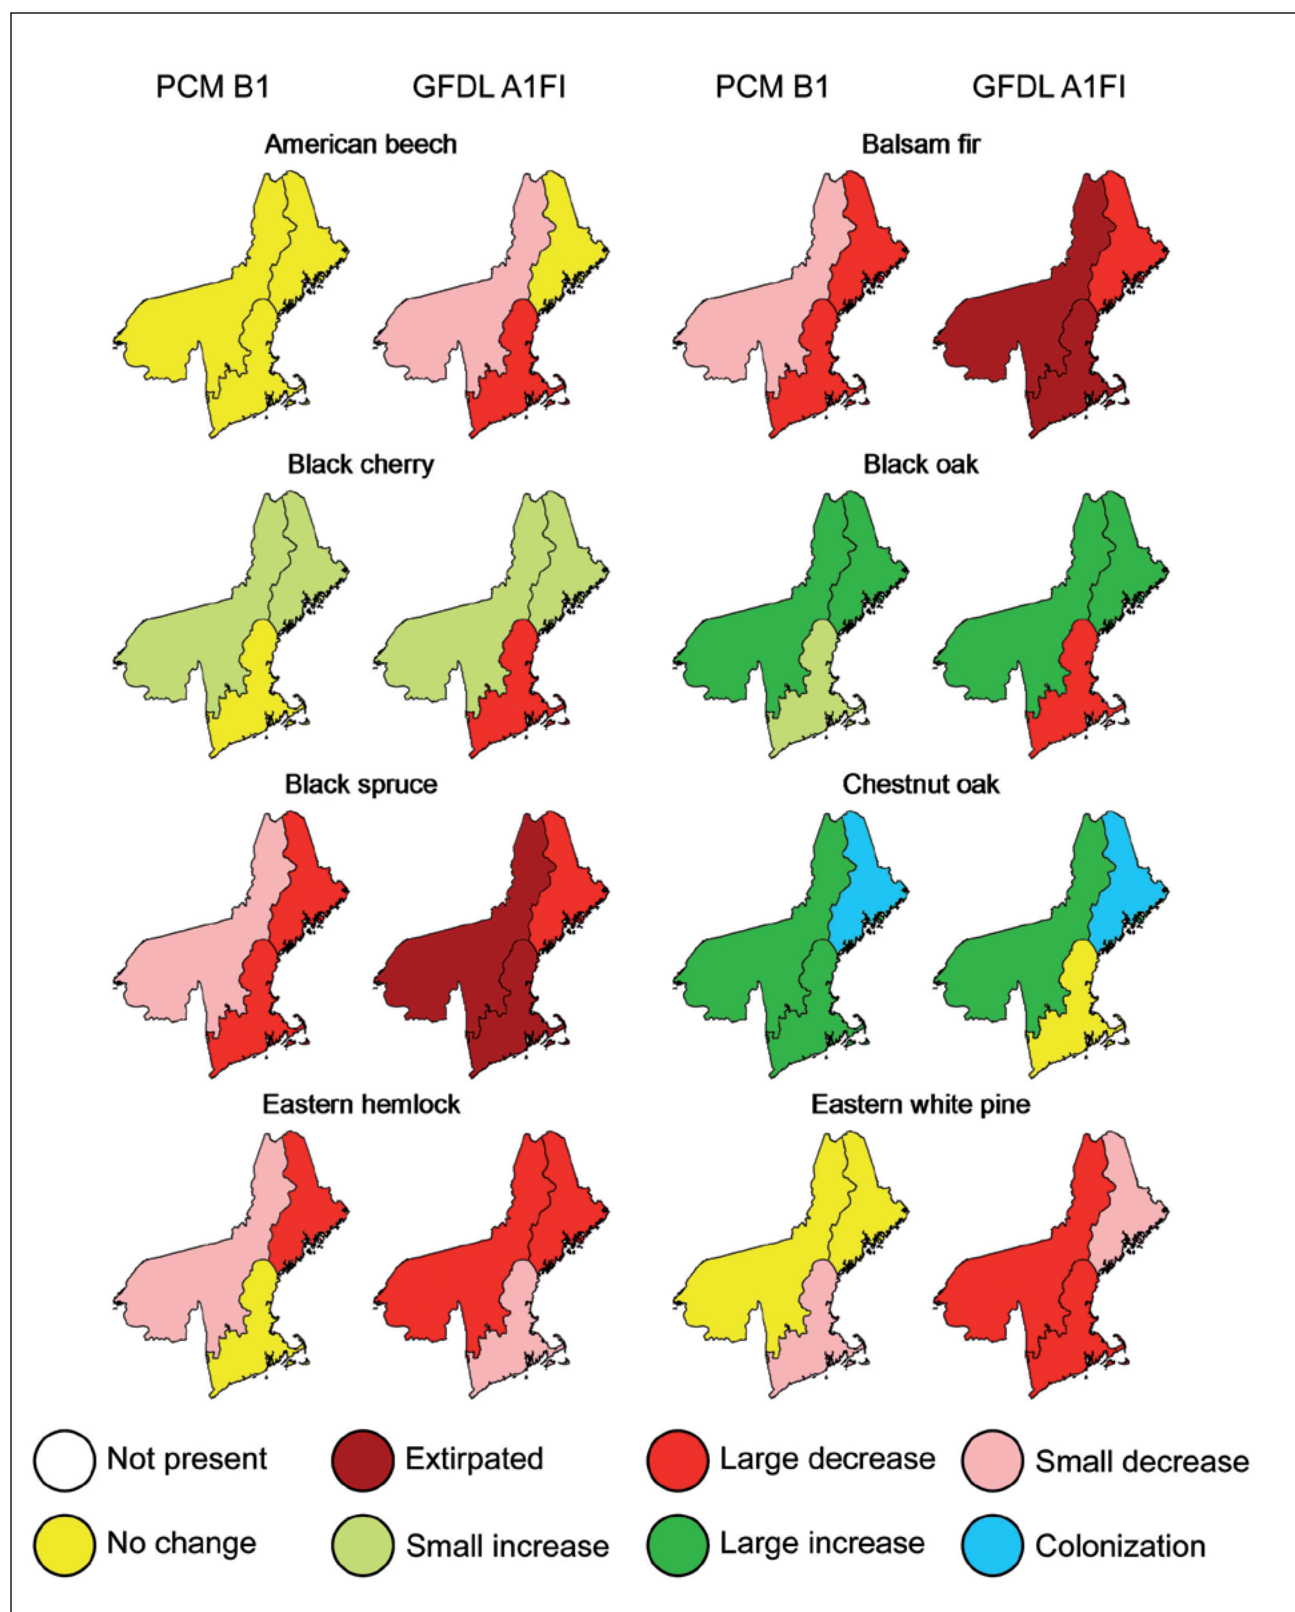 PCM B1 GFDL A1FI PCM B1 GFDL A1FI
American beech Balsam fir
Black cherry Black oak
Black spruce Chestnut oak
Eastern hemlock Eastern white pine
Not present Extirpated Large decrease Small decrease
No change Small increase Large increase Colonization